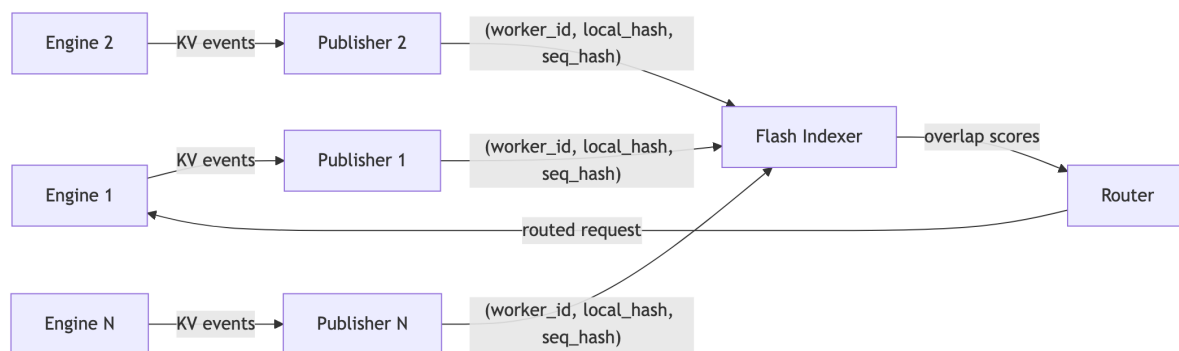 Engine 2
KV events
Publisher 2
(worker_id, local_hash,
seq_hash)
Engine 1
KV events
Publisher 1
(worker_id, local_hash,
seq_hash)
Flash Indexer
overlap scores
Router
routed request
Engine N
KV events
Publisher N
(worker_id, local_hash,
seq_hash)